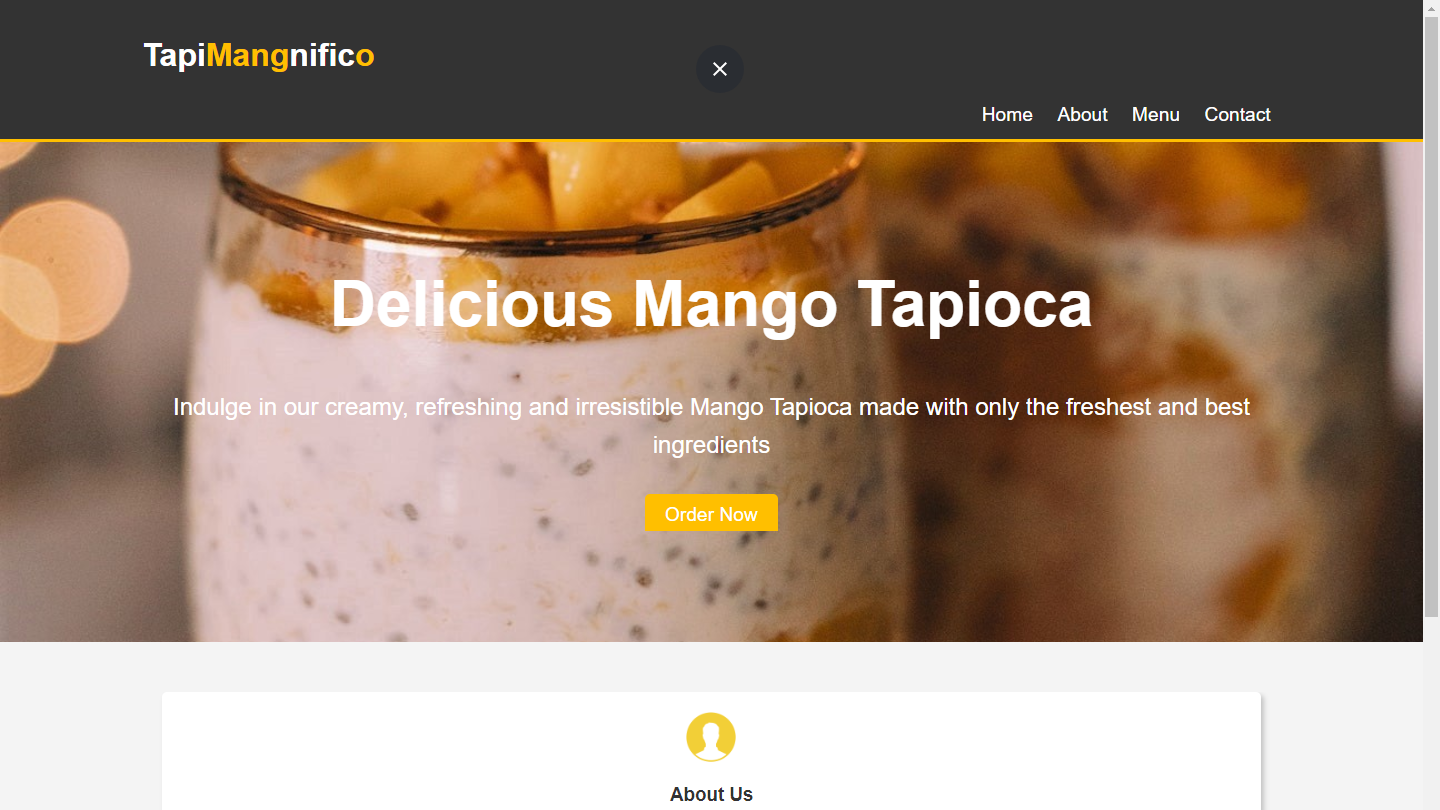 TapiMangnifico
Home About Menu Contact
Delicious Mango Tapioca
Indulge in our creamy, refreshing and irresistible Mango Tapioca made with only the freshest and best
ingredients
Order Now
About Us